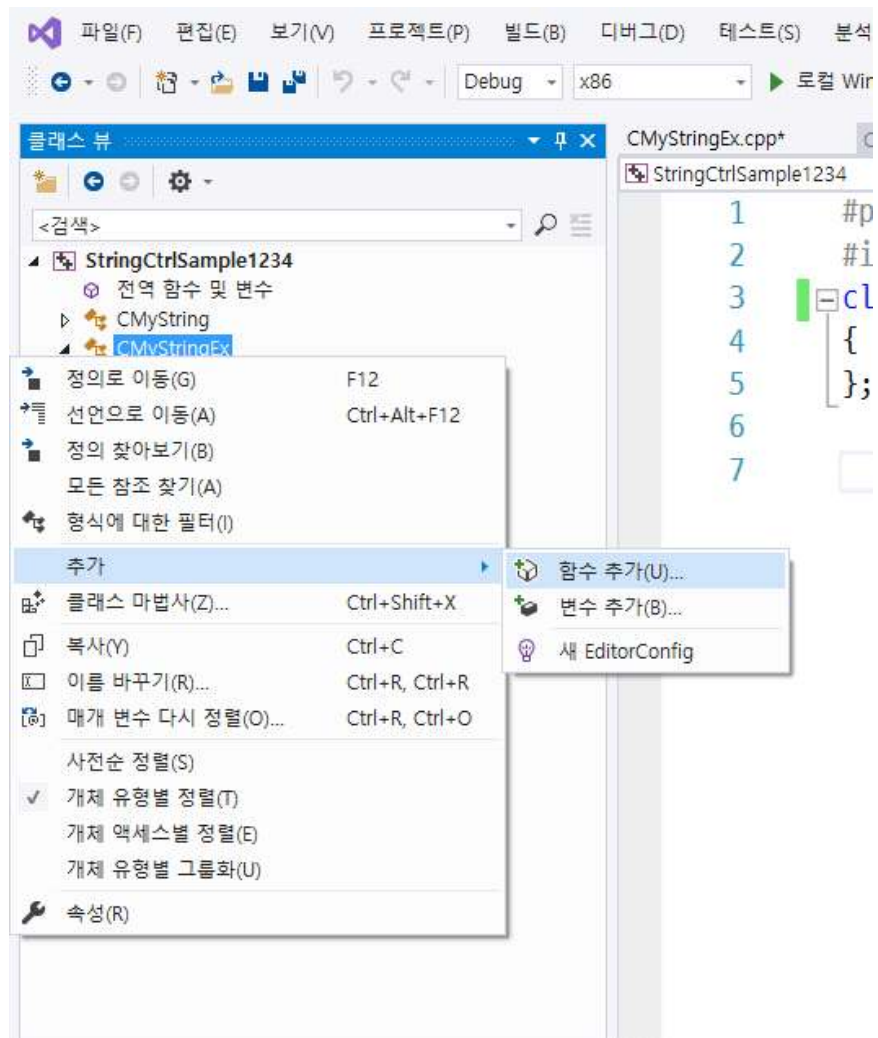 파일(F) 편집(E) 보기(V) 프로젝트(P) 빌드(B) 디버그(D) 테스트(S) 분석
Debug x86 로컬 Win
클래스 뷰
CMyStringEx.cpp*
StringCtrlSample1234
<검색>
StringCtrlSample1234
전역 함수 및 변수
CMyString
CMyStringEx
1 #p
2 #i
3 cl
4 {
5 };
6
7
정의로 이동(G) F12
선언으로 이동(A) Ctrl+Alt+F12
정의 찾아보기(B)
모든 참조 찾기(A)
형식에 대한 필터(I)
추가
클래스 마법사(Z)... Ctrl+Shift+X
복사(Y) Ctrl+C
이름 바꾸기(R)... Ctrl+R, Ctrl+R
매개 변수 다시 정렬(O)... Ctrl+R, Ctrl+O
사전순 정렬(S)
개체 유형별 정렬(T)
개체 액세스별 정렬(E)
개체 유형별 그룹화(U)
속성(R)
함수 추가(U)...
변수 추가(B)...
새 EditorConfig